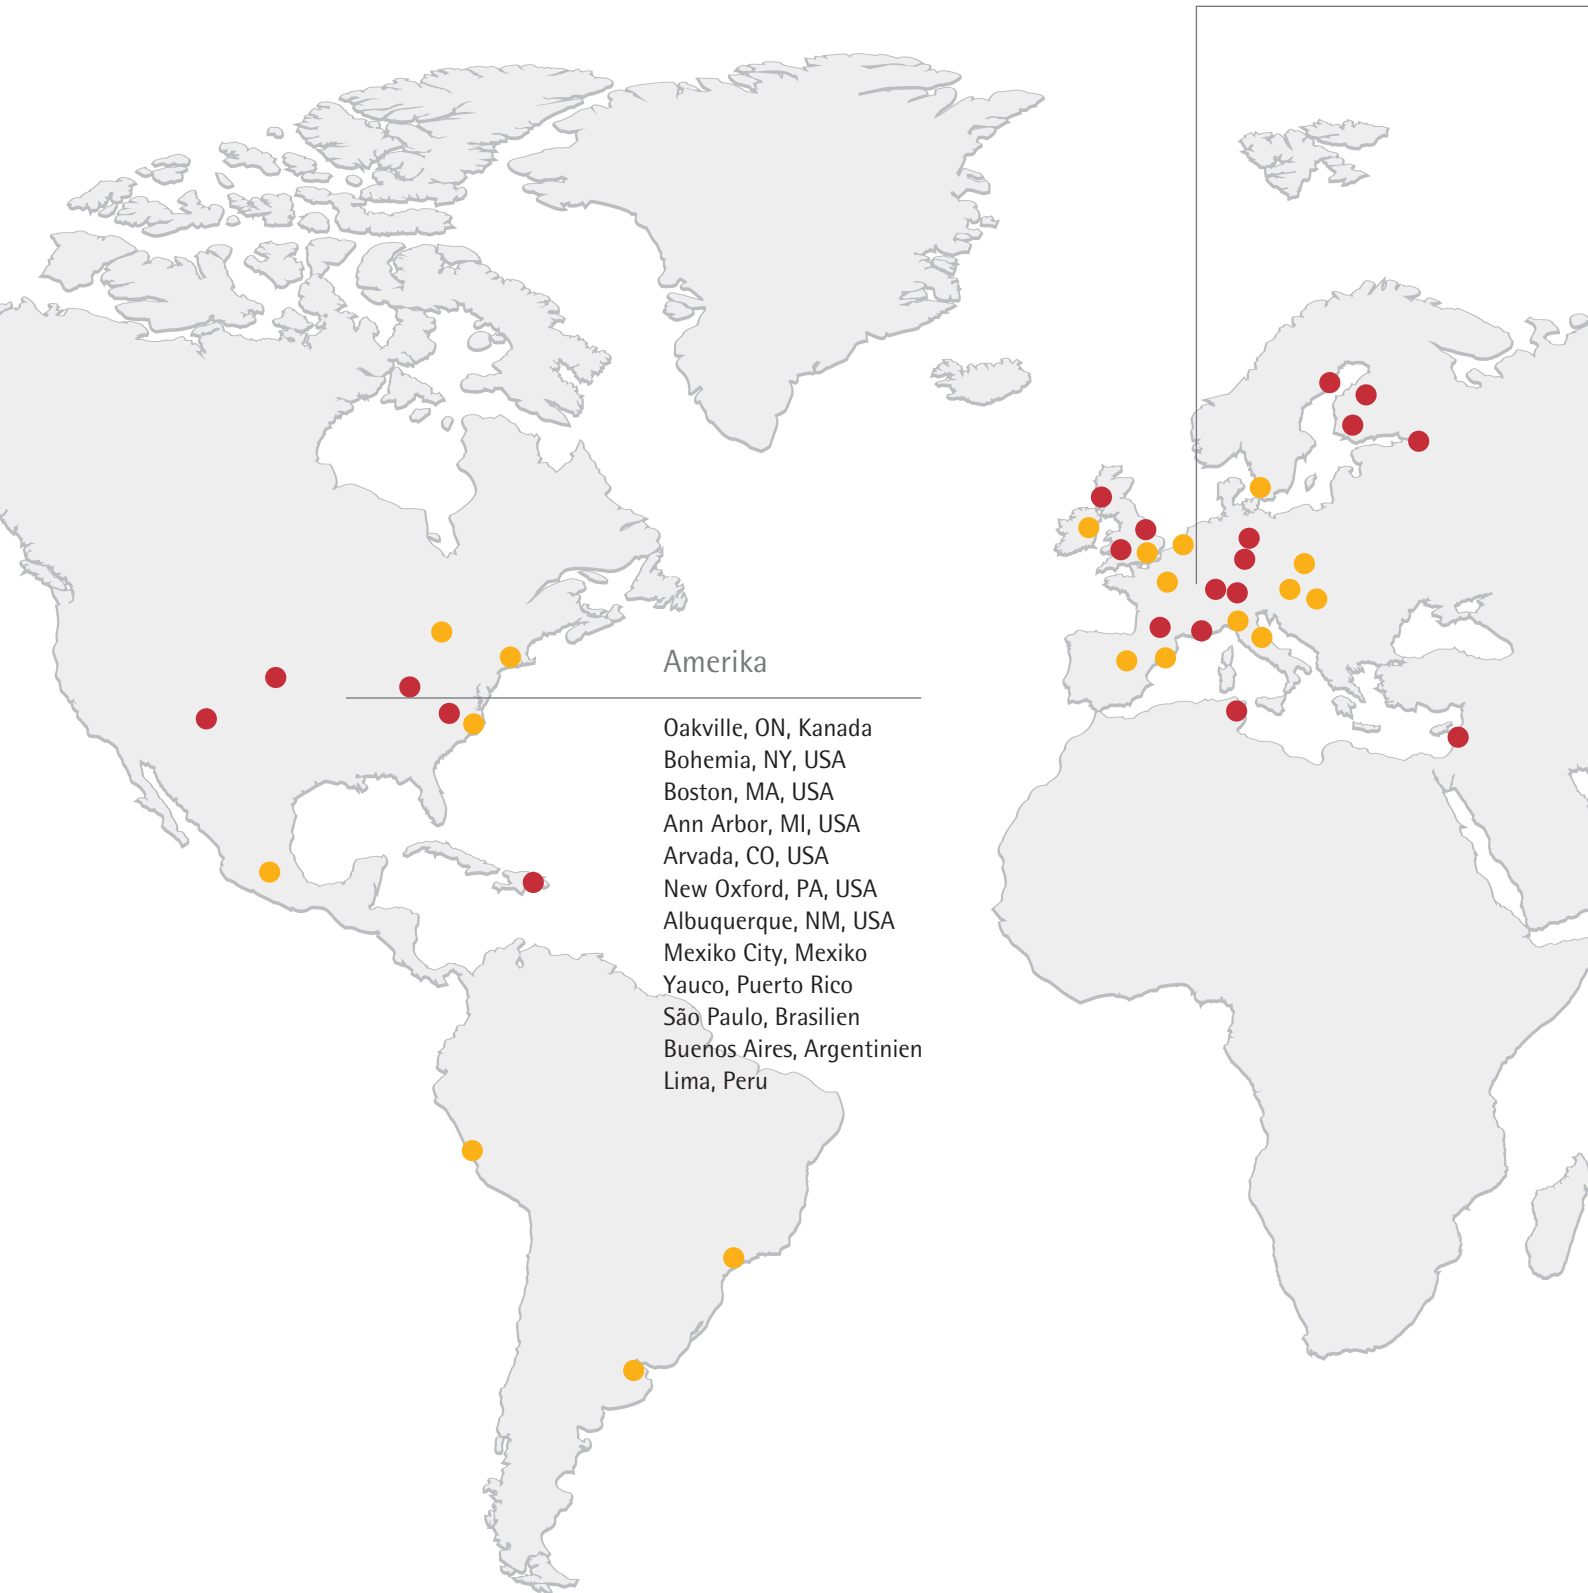 Amerika
Oakville, ON, Kanada
Bohemia, NY, USA
Boston, MA, USA
Ann Arbor, MI, USA
Arvada, CO, USA
New Oxford, PA, USA
Albuquerque, NM, USA
Mexiko City, Mexiko
Yauco, Puerto Rico
São Paulo, Brasilien
Buenos Aires, Argentinien
Lima, Peru